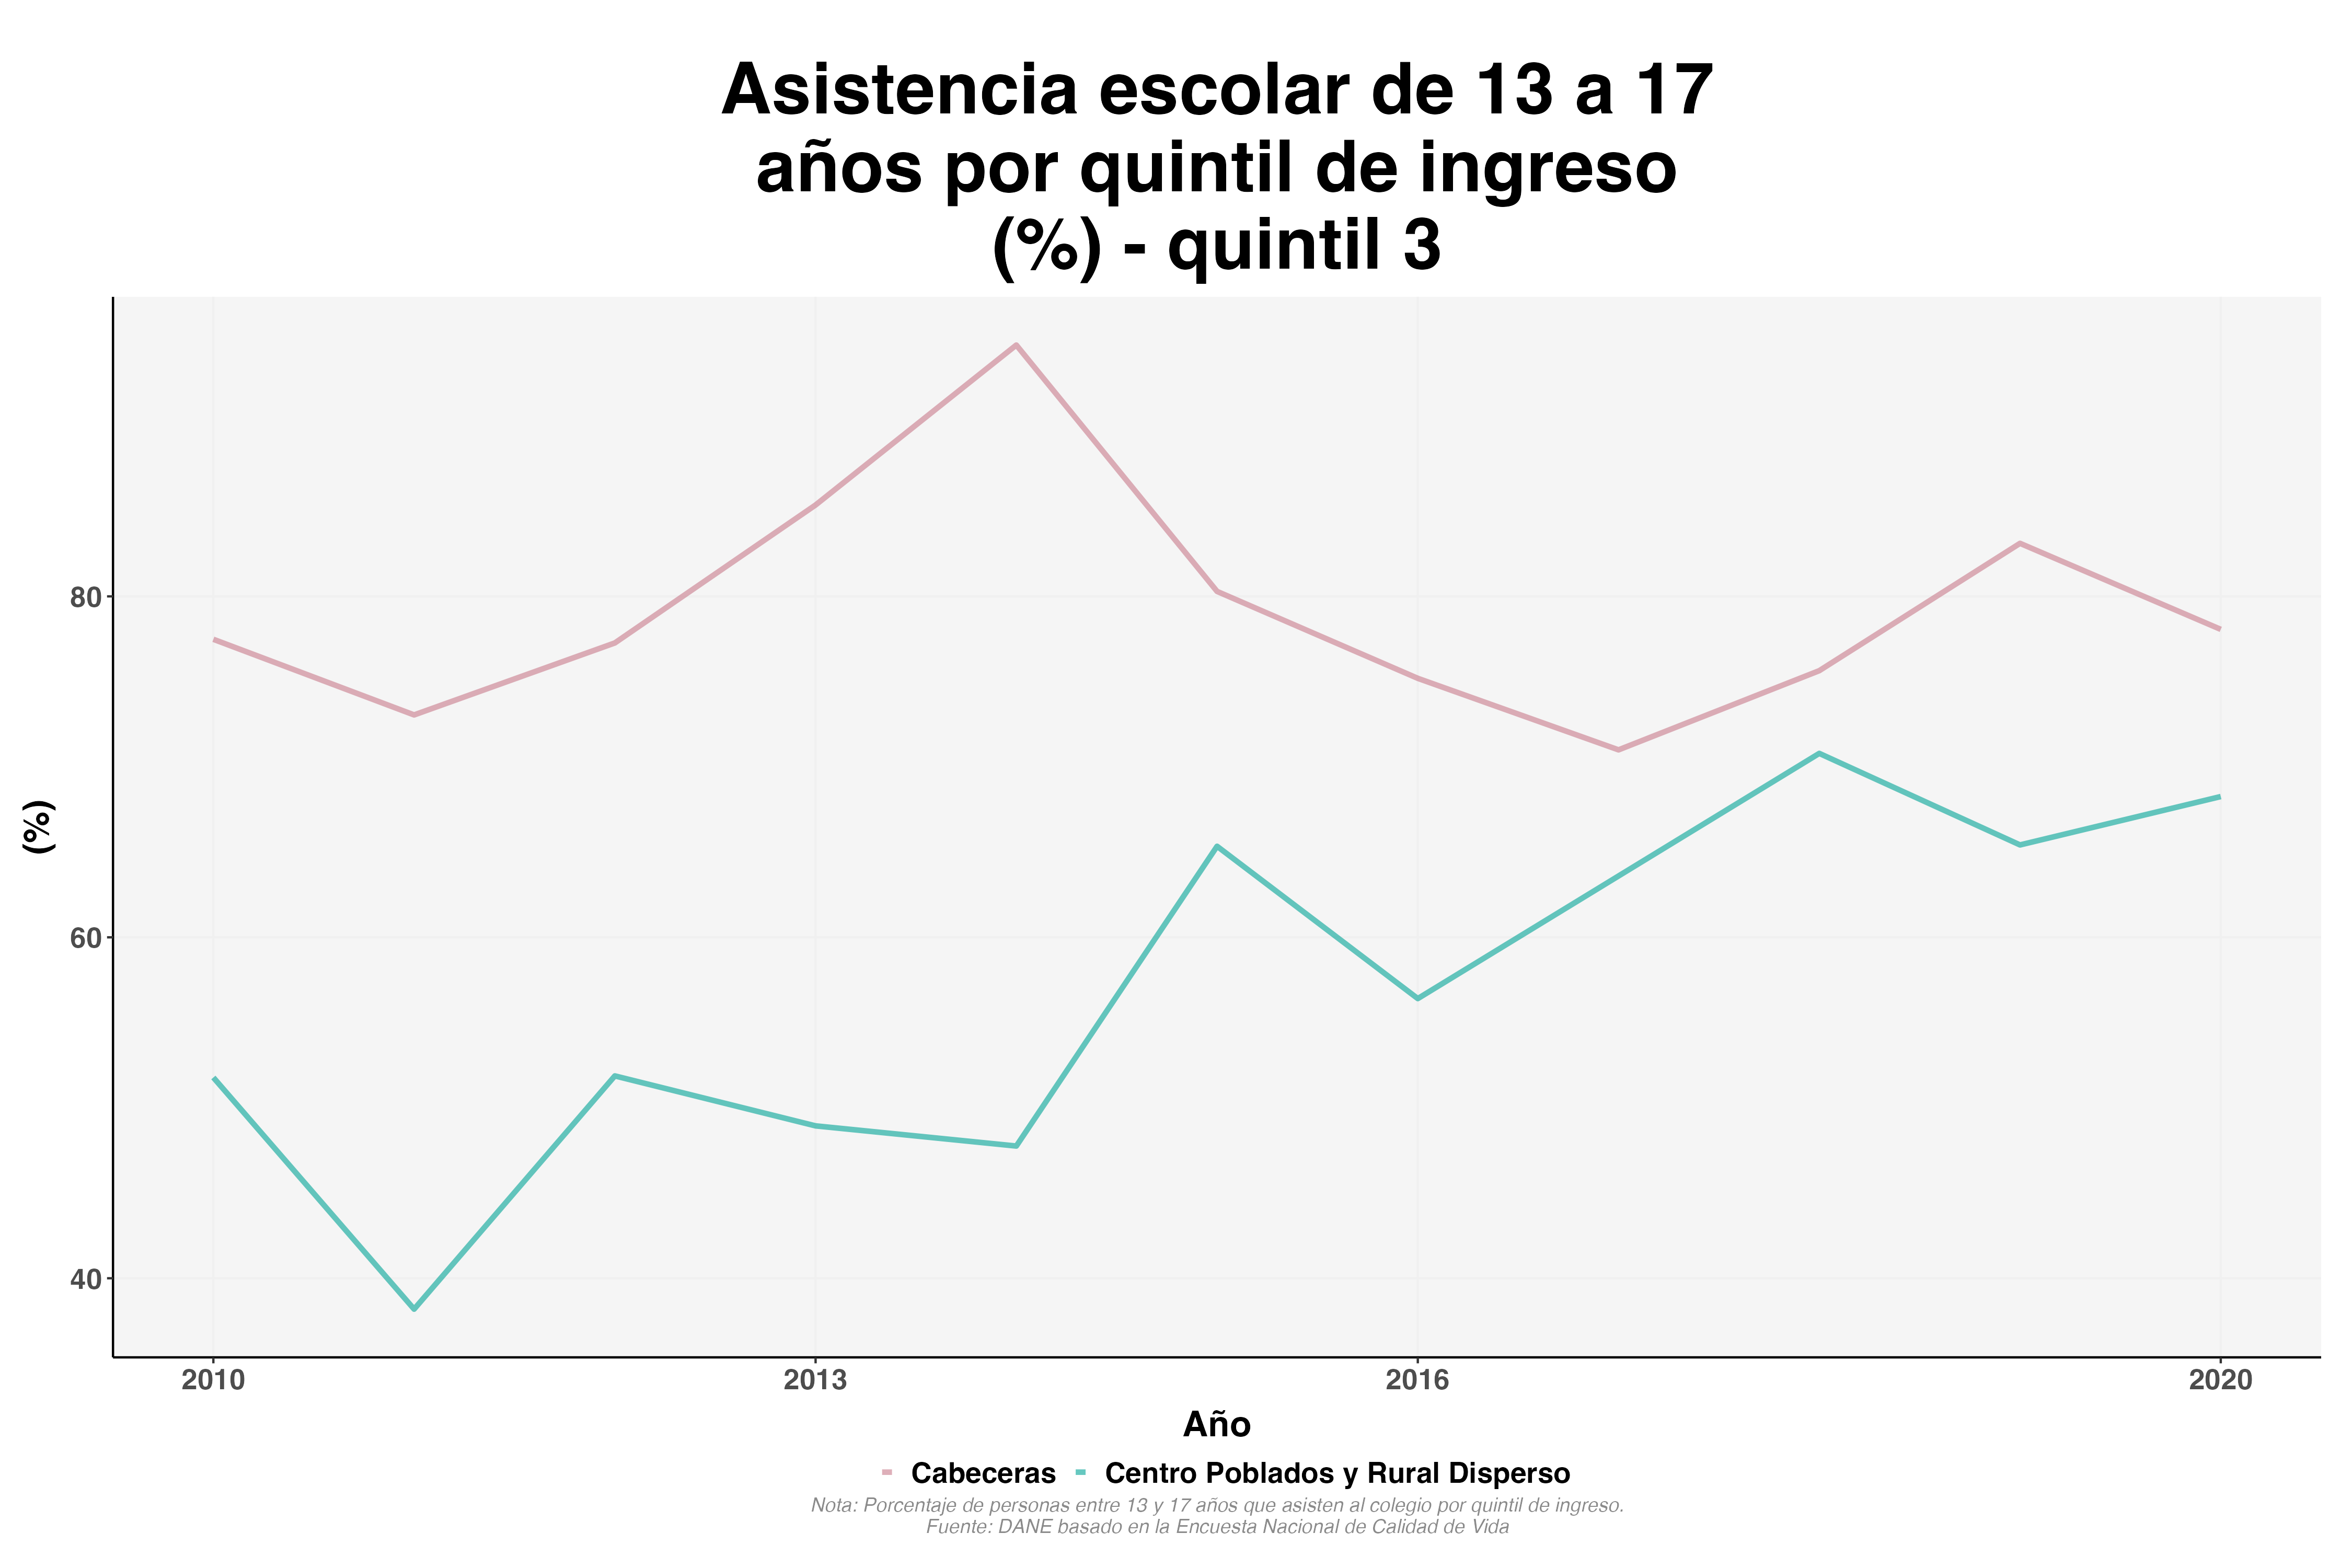 Asistencia escolar de 13 a 17
años por quintil de ingreso
(%) - quintil 3
80
60
40
(%)
2010
2013
2016
2020
Año
Cabeceras
Centro Poblados y Rural Disperso
Nota: Porcentaje de personas entre 13 y 17 años que asisten al colegio por quintil de ingreso.
Fuente: DANE basado en la Encuesta Nacional de Calidad de Vida